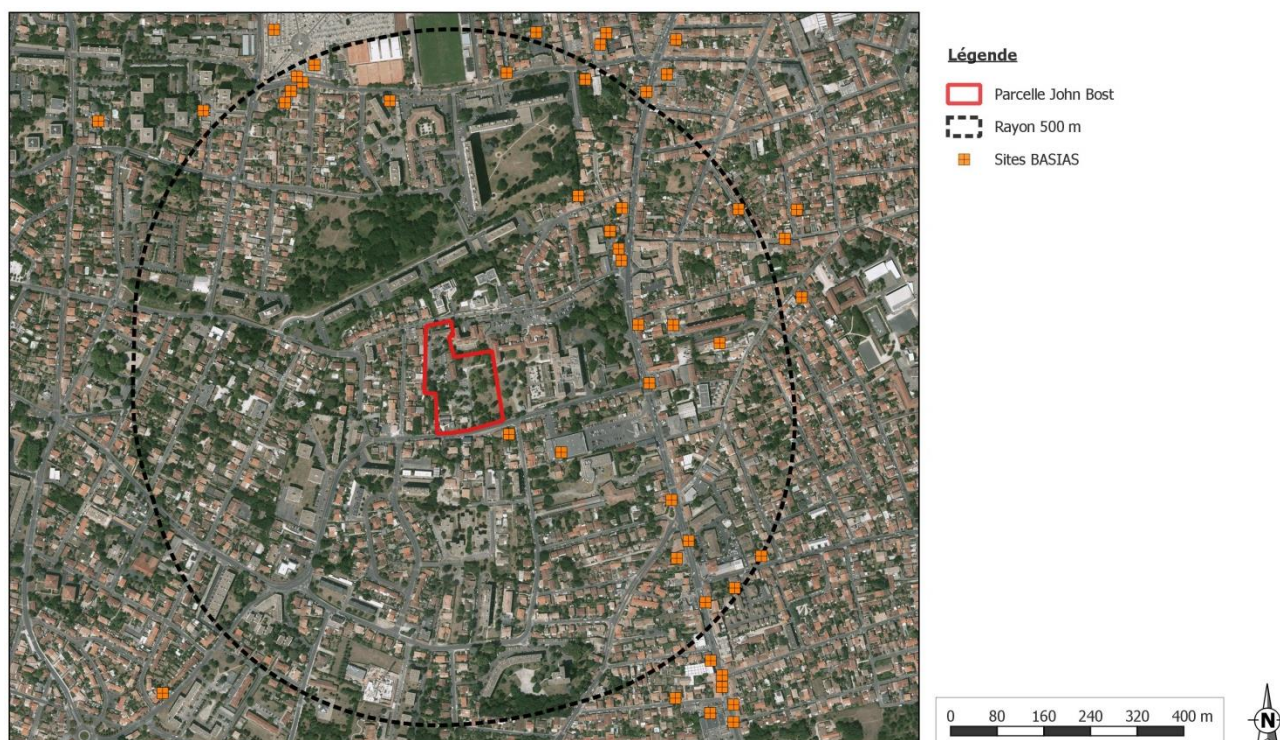 Légende
Parcelle John Bost
Rayon 500 m
Sites BASIAS
0 80 160 240 320 400 m
N